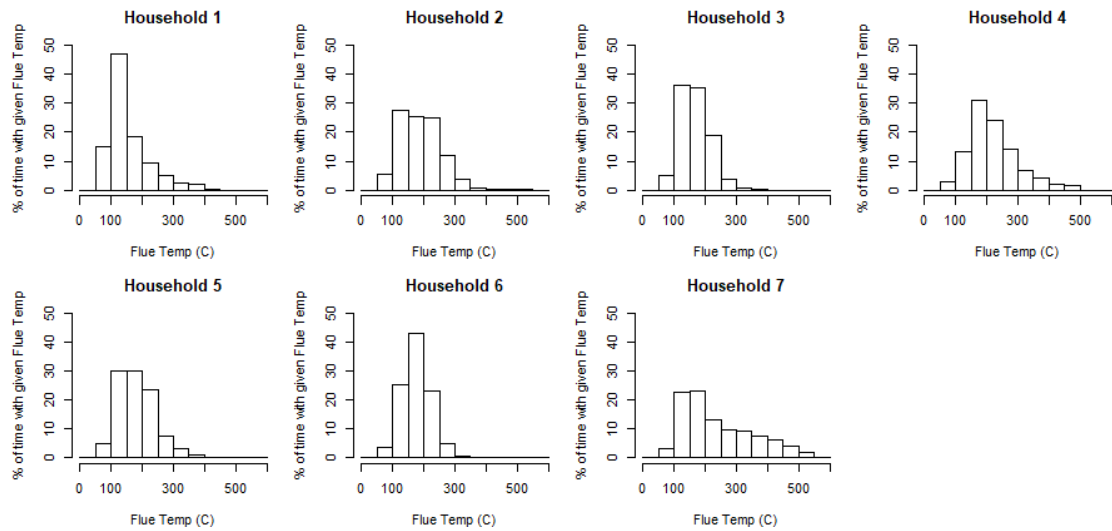 Household 1
% of time with given Flue Temp
0 10 20 30 40 50
0 100 300 500
Flue Temp (C)
Household 2
% of time with given Flue Temp
0 10 20 30 40 50
0 100 300 500
Flue Temp (C)
Household 3
% of time with given Flue Temp
0 10 20 30 40 50
0 100 300 500
Flue Temp (C)
Household 4
% of time with given Flue Temp
0 10 20 30 40 50
0 100 300 500
Flue Temp (C)
Household 5
% of time with given Flue Temp
0 10 20 30 40 50
0 100 300 500
Flue Temp (C)
Household 6
% of time with given Flue Temp
0 10 20 30 40 50
0 100 300 500
Flue Temp (C)
Household 7
% of time with given Flue Temp
0 10 20 30 40 50
0 100 300 500
Flue Temp (C)